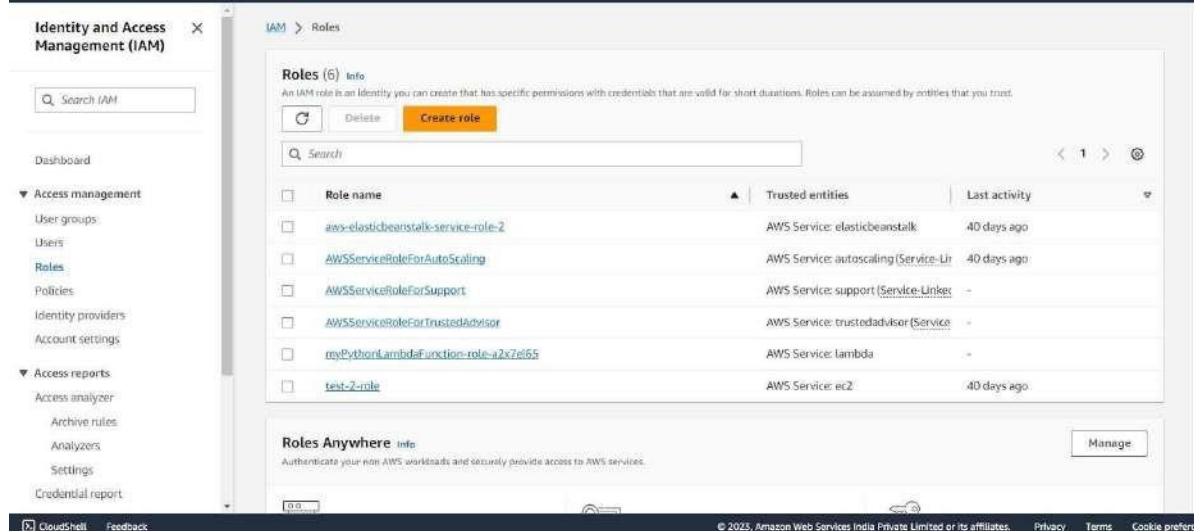 Identity and Access
Management (IAM)
Search IAM
Dashboard
Access management
User groups
Users
Roles
Policies
Identity providers
Account settings
Access reports
Access analyzer
Archive rules
Analyzers
Settings
Credential report
IAM > Roles
Roles (6) Info
An IAM role is an identity you can create that has specific permissions with credentials that are valid for short durations. Roles can be assumed by entities that you trust.
Delete Create role
Search
1
Role name Trusted entities Last activity
aws-elasticbeanstalk-service-role-2 AWS Service: elasticbeanstalk 40 days ago
AWSServiceRoleForAutoScaling AWS Service: autoscaling (Service-Lir 40 days ago
AWSServiceRoleForSupport AWS Service: support (Service-Linkec -
AWSServiceRoleForTrustedAdvisor AWS Service: trustedadvisor (Service -
myPythonLambdaFunction-role-a2x7el65 AWS Service: lambda -
test-2-role AWS Service: ec2 40 days ago
Roles Anywhere Info
Authenticate your non AWS workloads and securely provide access to AWS services.
Manage
CloudShell Feedback © 2023, Amazon Web Services India Private Limited or its affiliates. Privacy Terms Cookie prefer